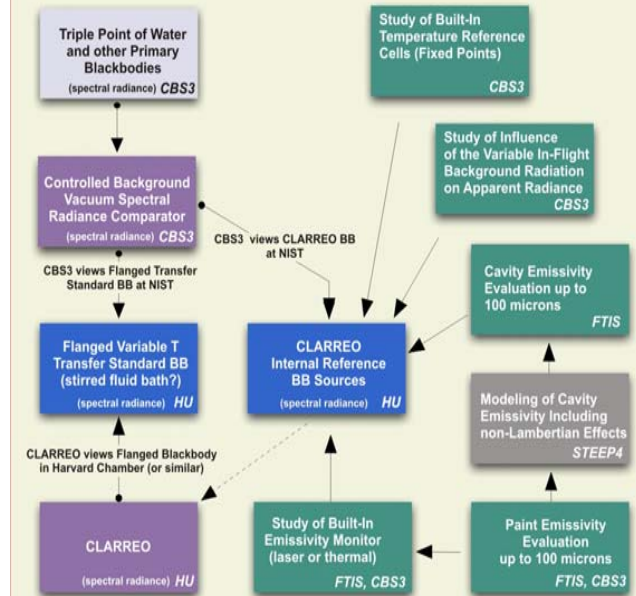 Triple Point of Water
and other Primary
Blackbodies
(spectral radiance) CBS3
Study of Built-In
Temperature Reference
Cells (Fixed Points)
CBS3
Study of Influence
of the Variable In-Flight
Background Radiation
on Apparent Radiance
CBS3
Controlled Background
Vacuum Spectral
Radiance Comparator
(spectral radiance) CBS3
CBS3 views CLARREO BB
at NIST
CBS3 views Flanged Transfer
Standard BB at NIST
Cavity Emissivity
Evaluation up to
100 microns
FTIS
Flanged Variable T
Transfer Standard BB
(stirred fluid bath?)
(spectral radiance) HU
CLARREO
Internal Reference
BB Sources
(spectral radiance) HU
Modeling of Cavity
Emissivity Including
non-Lambertian Effects
STEEP4
CLARREO views Flanged Blackbody
in Harvard Chamber (or similar)
CLARREO
(spectral radiance) HU
Study of Built-In
Emissivity Monitor
(laser or thermal)
FTIS, CBS3
Paint Emissivity
Evaluation
up to 100 microns
FTIS, CBS3